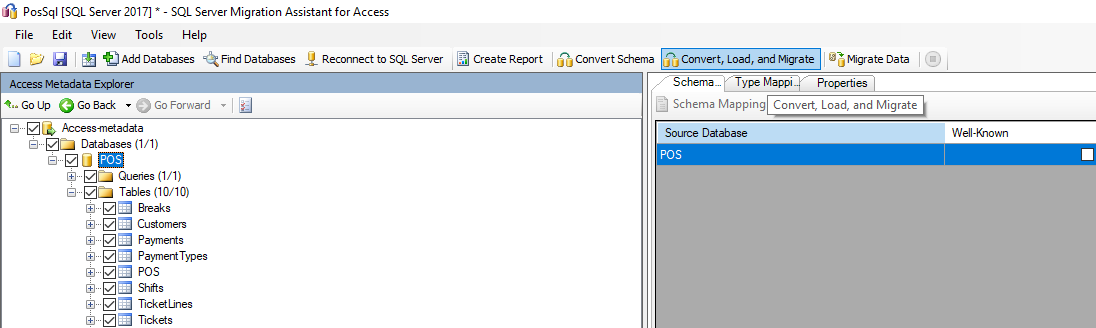 PosSql [SQL Server 2017] * - SQL Server Migration Assistant for Access
File Edit View Tools Help
Add Databases Find Databases Reconnect to SQL Server Create Report Convert Schema Convert, Load, and Migrate Migrate Data
Access Metadata Explorer
Schema... Type Mappi... Properties
Go Up Go Back Go Forward
Schema Mapping Convert, Load, and Migrate
Access-metadata
Source Database Well-Known
Databases (1/1)
POS
POS
Queries (1/1)
Tables (10/10)
Breaks
Customers
Payments
PaymentTypes
POS
Shifts
TicketLines
Tickets